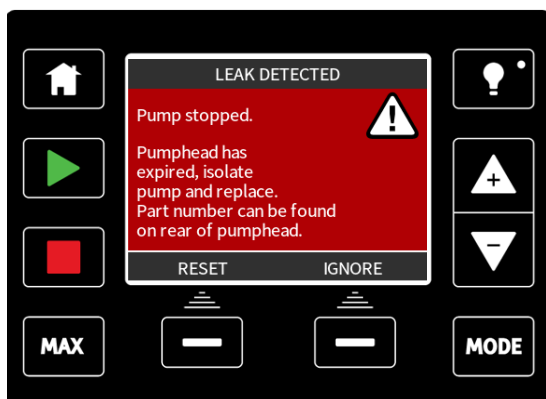 LEAK DETECTED
Pump stopped.
Pumphead has
expired, isolate
pump and replace.
Part number can be found
on rear of pumphead.
RESET IGNORE
MAX
MODE